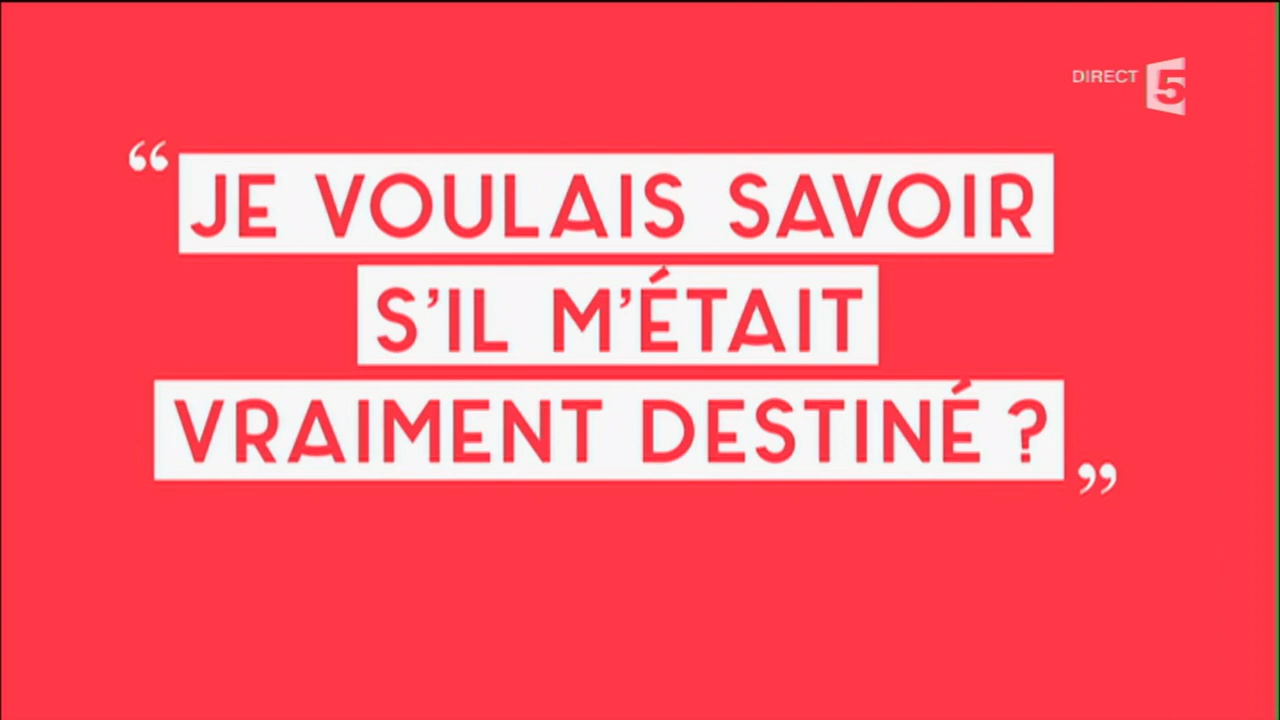 DIRECT 5
“ JE VOULAIS SAVOIR
S’IL M’ÉTAIT
VRAIMENT DESTINÉ ? ”